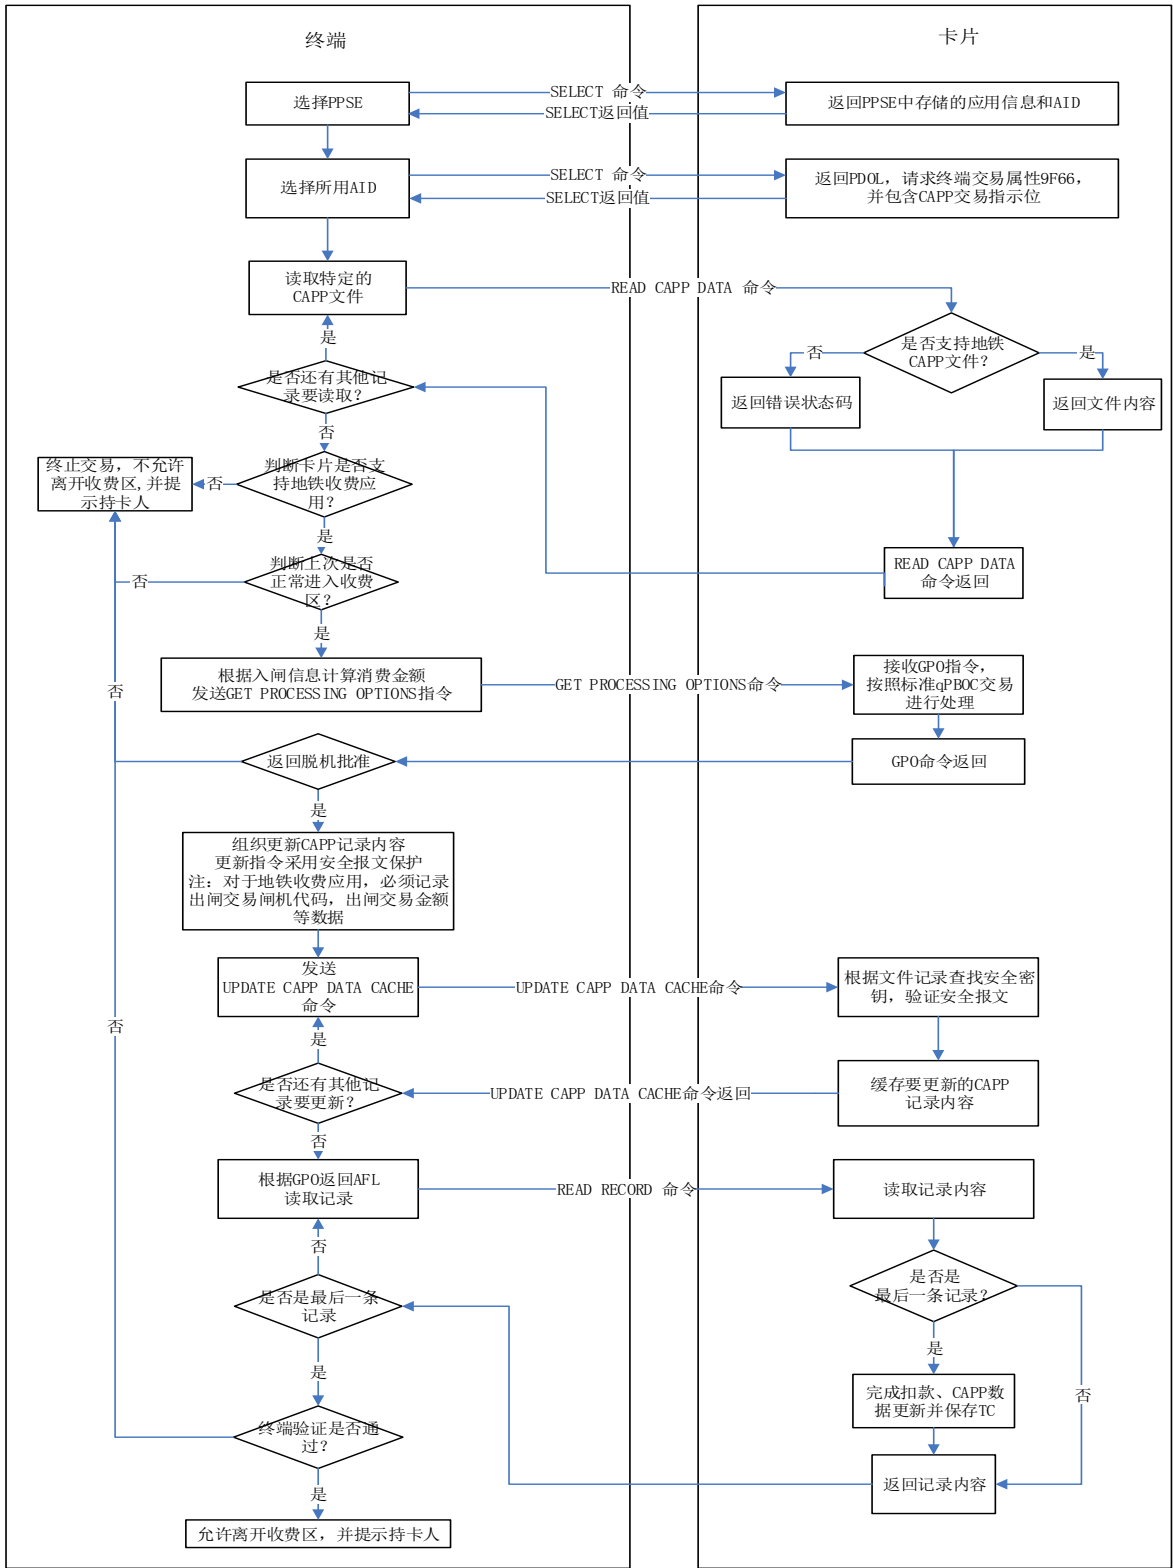 终端
卡片
选择PPSE
SELECT 命令
SELECT返回值
返回PPSE中存储的应用信息和AID
选择所用AID
SELECT 命令
SELECT返回值
返回PDOL，请求终端交易属性9F66，
并包含CAPP交易指示位
读取特定的
CAPP文件
READ CAPP DATA 命令
是否支持地铁
CAPP文件？
否
是
返回错误状态码
返回文件内容
是
是否还有其他记
录要读取？
否
判断卡片是否支
持地铁收费应
用？
否
终止交易，不允许
离开收费区,并提
示持卡人
是
判断上次是否
正常进入收费
区？
否
READ CAPP DATA
命令返回
是
根据入闸信息计算消费金额
发送GET PROCESSING OPTIONS指令
GET PROCESSING OPTIONS命令
接收GPO指令，
按照标准qPBOC交易
进行处理
否
返回脱机批准
GPO命令返回
是
组织更新CAPP记录内容
更新指令采用安全报文保护
注：对于地铁收费应用，必须记录
出闸交易闸机代码，出闸交易金额
等数据
发送
UPDATE CAPP DATA CACHE
命令
UPDATE CAPP DATA CACHE命令
根据文件记录查找安全密
钥，验证安全报文
否
是
是否还有其他记
录要更新？
UPDATE CAPP DATA CACHE命令返回
缓存要更新的CAPP
记录内容
否
根据GPO返回AFL
读取记录
READ RECORD 命令
读取记录内容
否
是否是最后一条
记录
是否是
最后一条记录？
是
是
否
完成扣款、CAPP数
据更新并保存TC
终端验证是否通
过？
返回记录内容
是
允许离开收费区，并提示持卡人